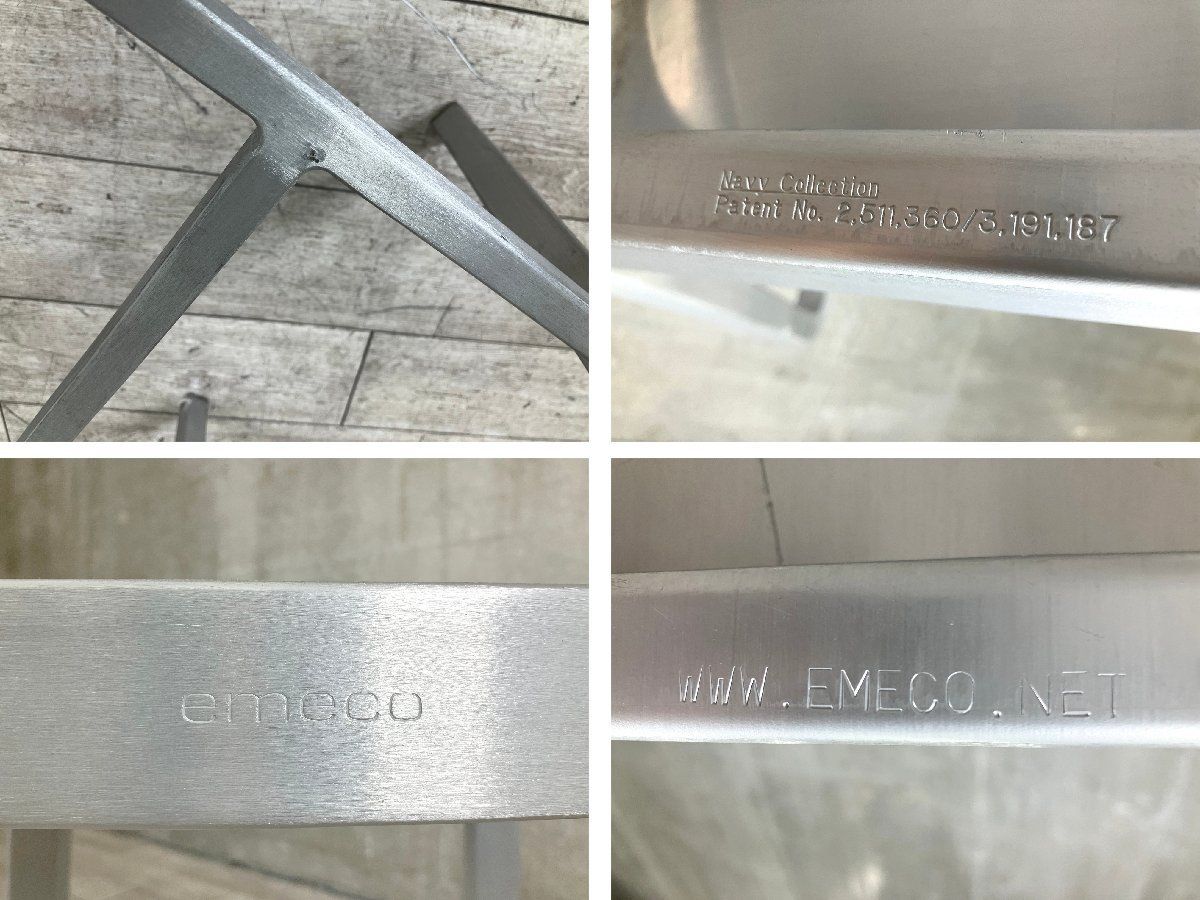 Navy Collection
Patent No. 2,511,360/3,191,187
emeco
WWW.EMECO.NET